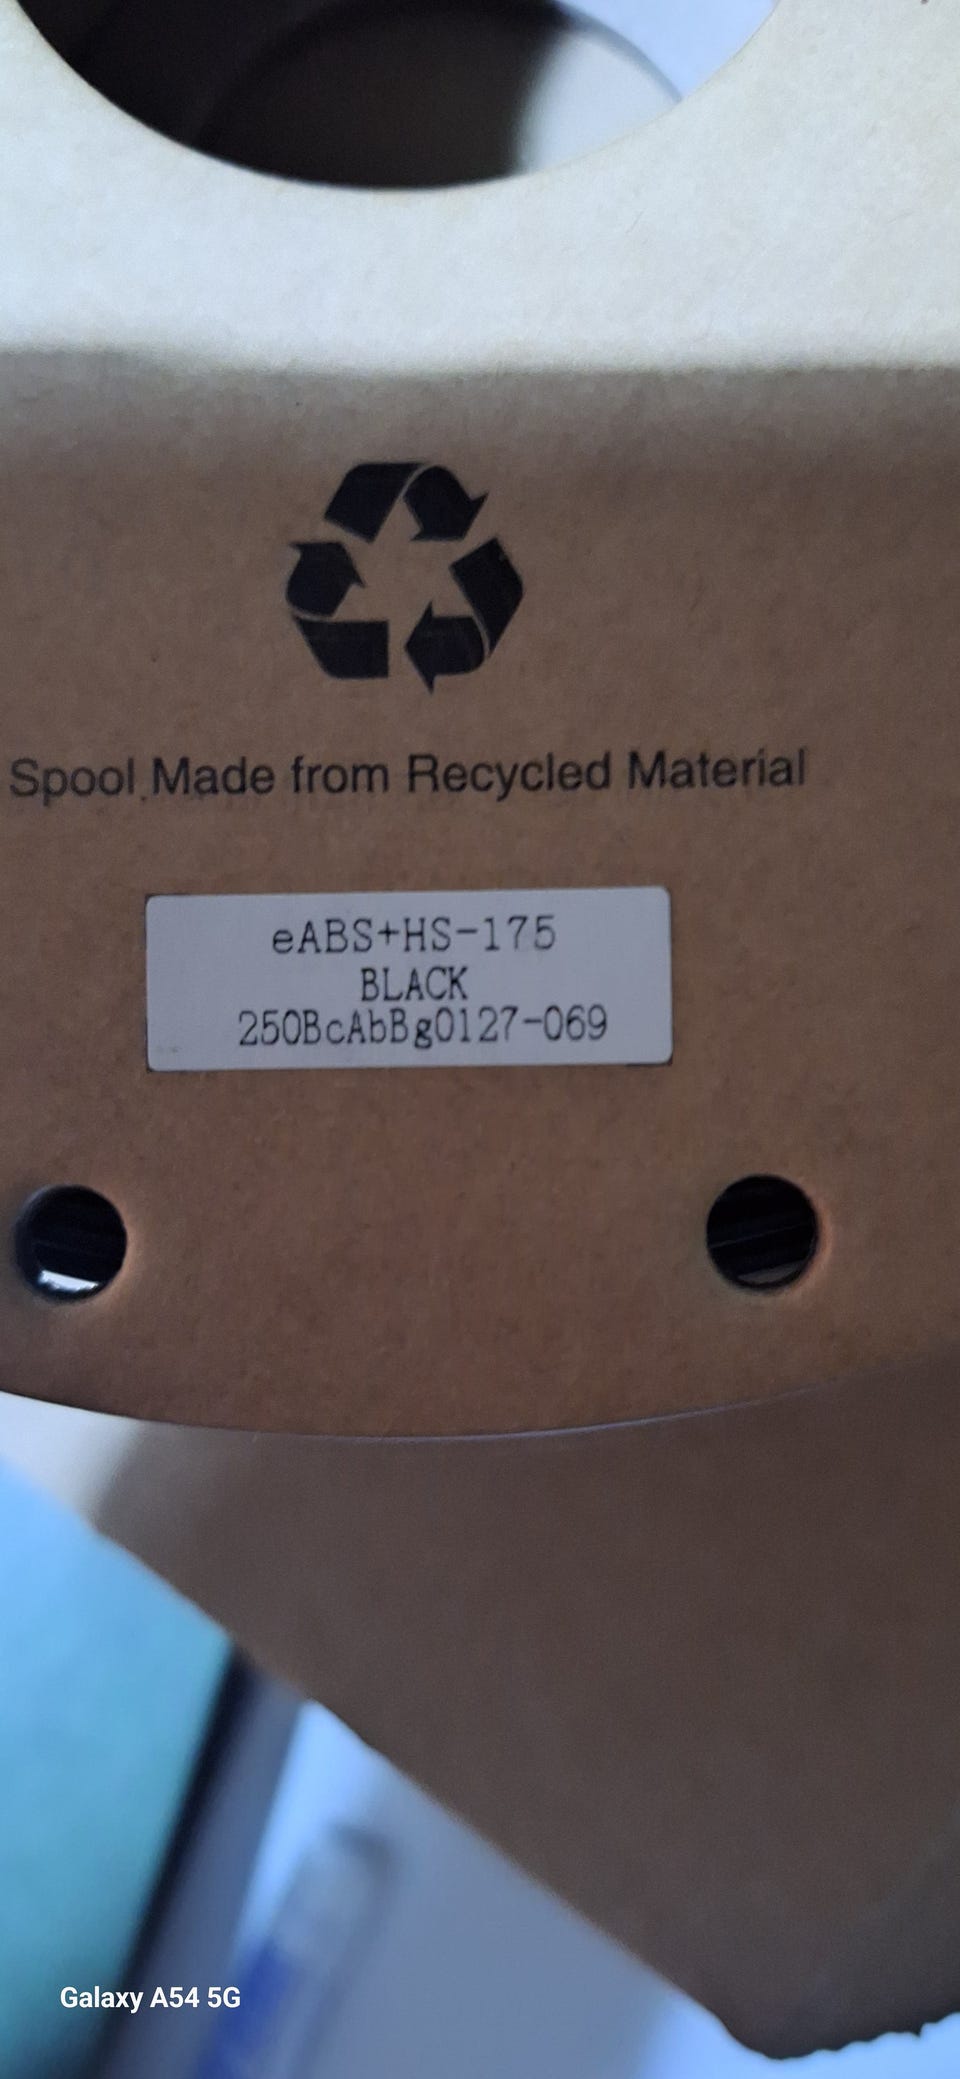 Spool Made from Recycled Material
eABS+HS-175
BLACK
250BcAbBg0127-069
Galaxy A54 5G